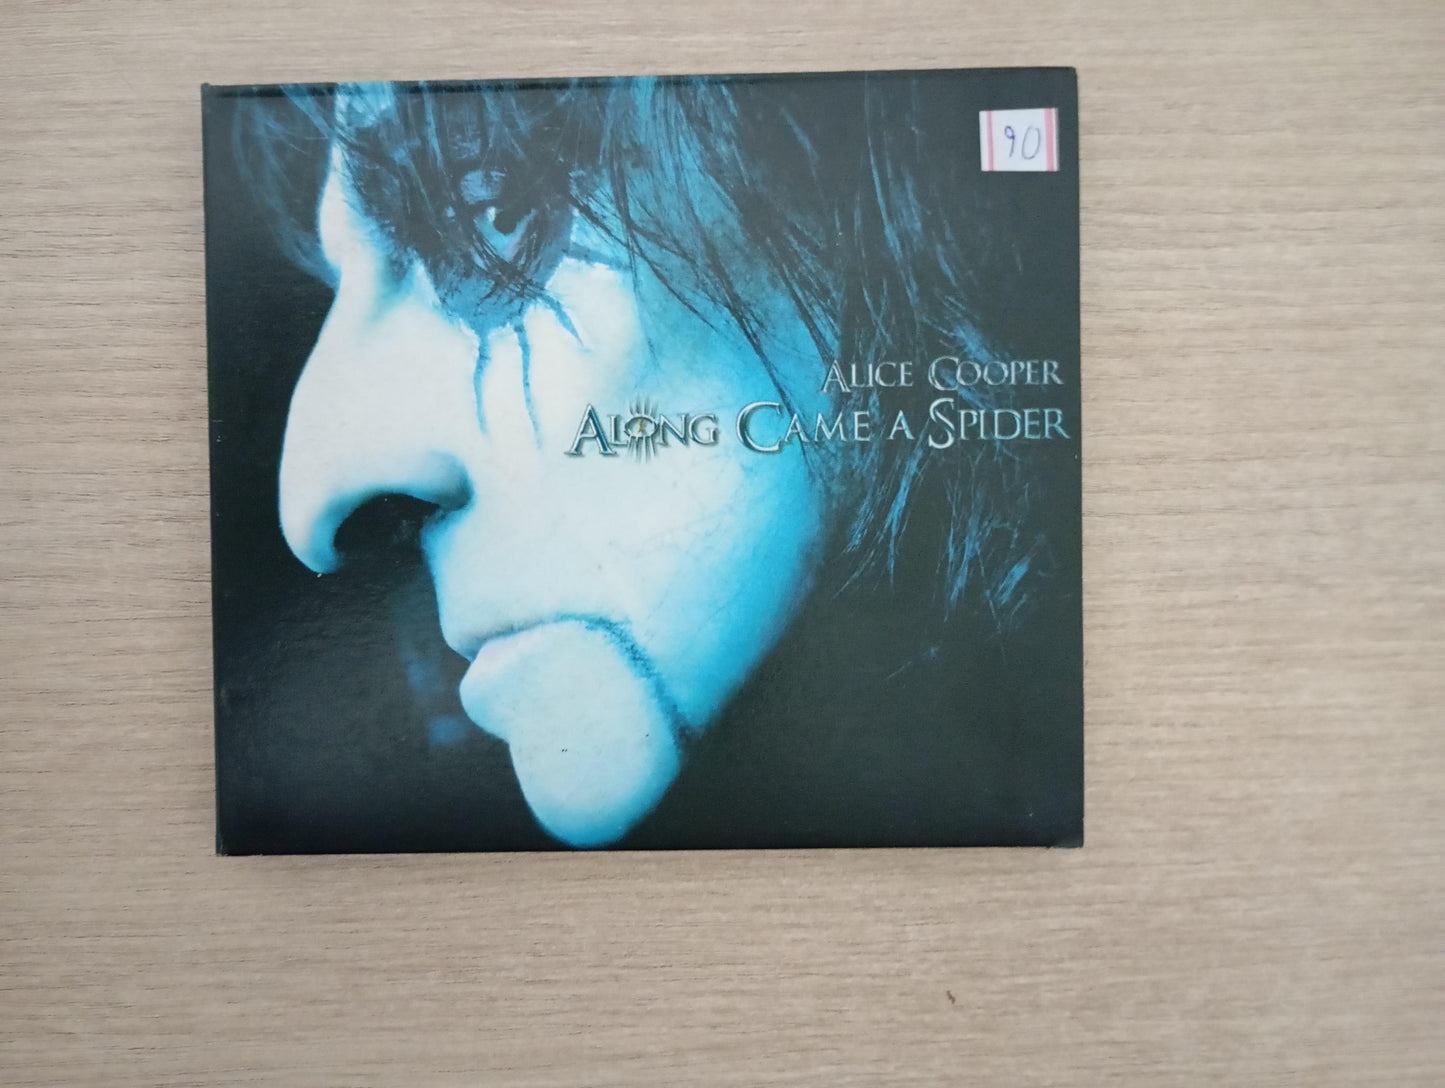 90
ALICE COOPER
ALONG CAME A SPIDER